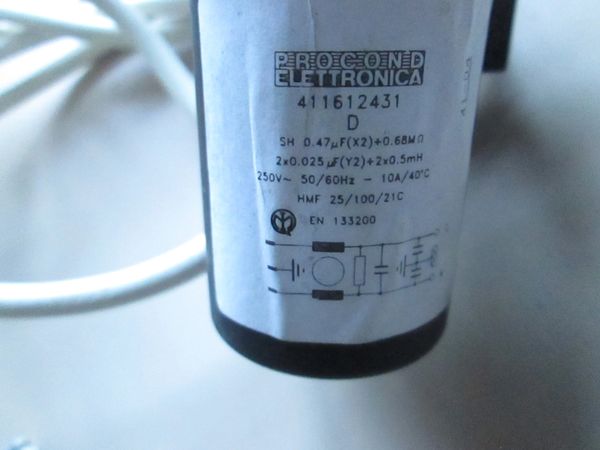 PROCOND
ELETTRONICA
411612431
D
SH 0.47µF(X2)+0.68MΩ
2x0.025µF(Y2)+2x0.5mH
250V~ 50/60Hz - 10A/40°C
HMF 25/100/21C
EN 133200